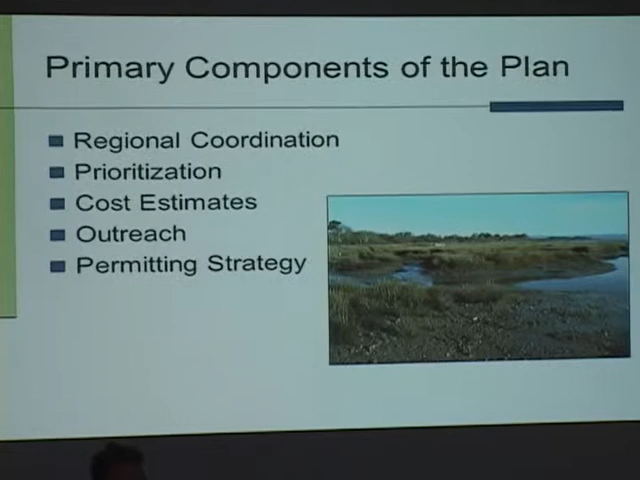 Primary Components of the Plan
Regional Coordination
Prioritization
Cost Estimates
Outreach
Permitting Strategy